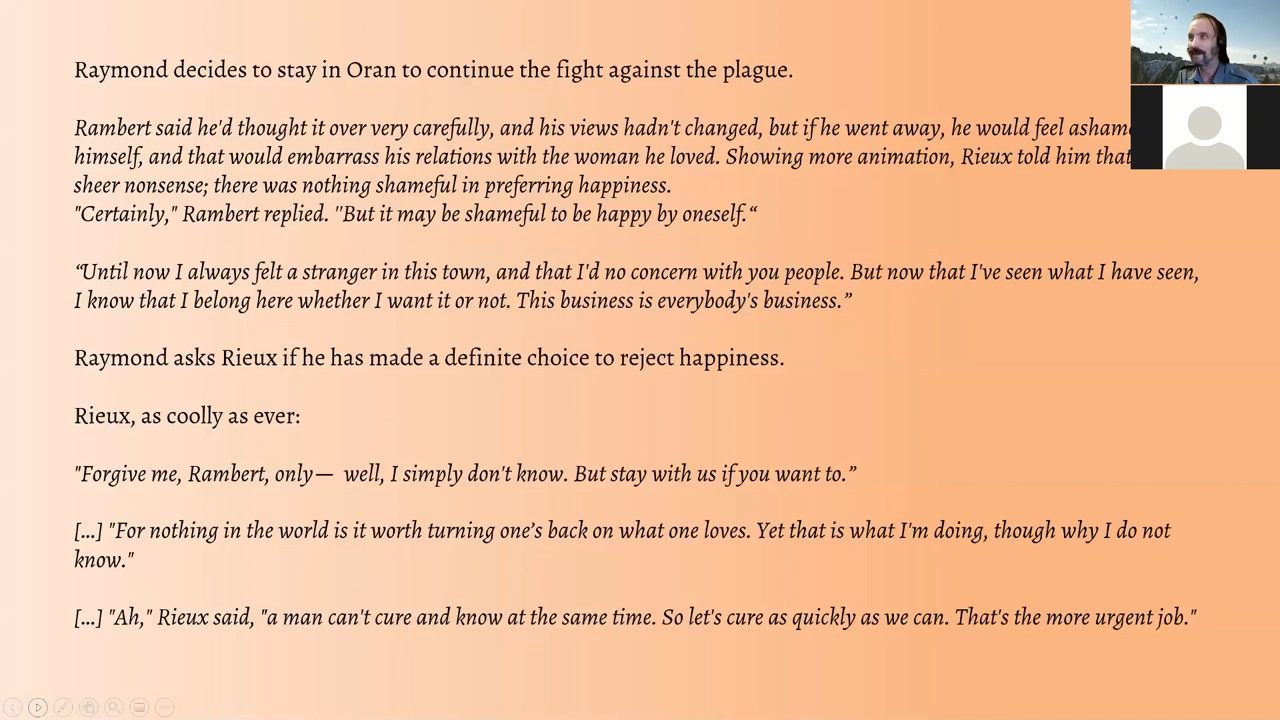 Raymond decides to stay in Oran to continue the fight against the plague.
Rambert said he'd thought it over very carefully, and his views hadn't changed, but if he went away, he would feel
himself, and that would embarrass his relations with the woman he loved. Showing more animation, Rieux told him that
sheer nonsense; there was nothing shameful in preferring happiness.
"Certainly," Rambert replied. "But it may be shameful to be happy by oneself.“
“Until now I always felt a stranger in this town, and that I'd no concern with you people. But now that I've seen what I have seen,
I know that I belong here whether I want it or not. This business is everybody's business.”
Raymond asks Rieux if he has made a definite choice to reject happiness.
Rieux, as coolly as ever:
"Forgive me, Rambert, only— well, I simply don't know. But stay with us if you want to.”
[...] "For nothing in the world is it worth turning one’s back on what one loves. Yet that is what I'm doing, though why I do not
know."
[...] "Ah," Rieux said, "a man can't cure and know at the same time. So let's cure as quickly as we can. That's the more urgent job."